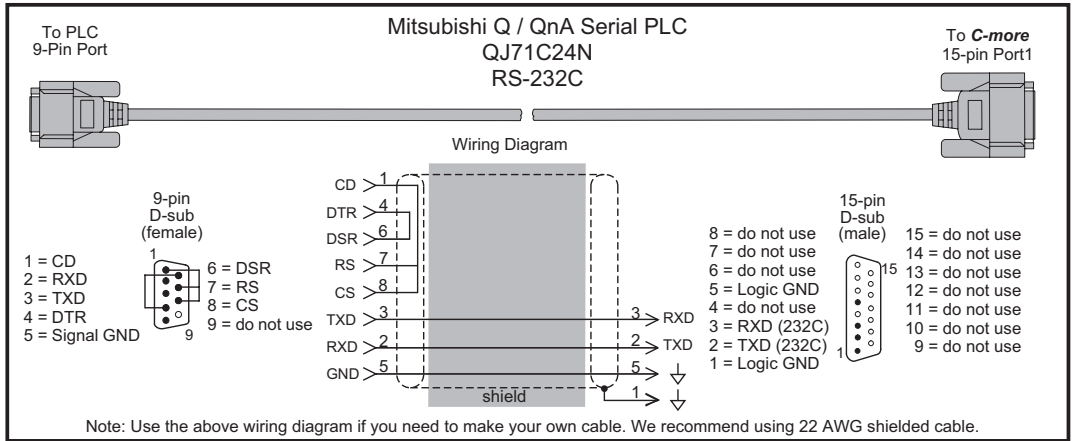 To PLC
9-Pin Port
Mitsubishi Q / QnA Serial PLC
QJ71C24N
RS-232C
To C-more
15-pin Port1
Wiring Diagram
9-pin
D-sub
(female)
1
9
1 = CD
2 = RXD
3 = TXD
4 = DTR
5 = Signal GND
6 = DSR
7 = RS
8 = CS
9 = do not use
CD 1
DTR 4
DSR 6
RS 7
CS 8
TXD 3
RXD 2
GND 5
shield
3 RXD
2 TXD
5
1
8 = do not use
7 = do not use
6 = do not use
5 = Logic GND
4 = do not use
3 = RXD (232C)
2 = TXD (232C)
1 = Logic GND
15-pin
D-sub
(male)
15
1
15 = do not use
14 = do not use
13 = do not use
12 = do not use
11 = do not use
10 = do not use
9 = do not use
Note: Use the above wiring diagram if you need to make your own cable. We recommend using 22 AWG shielded cable.